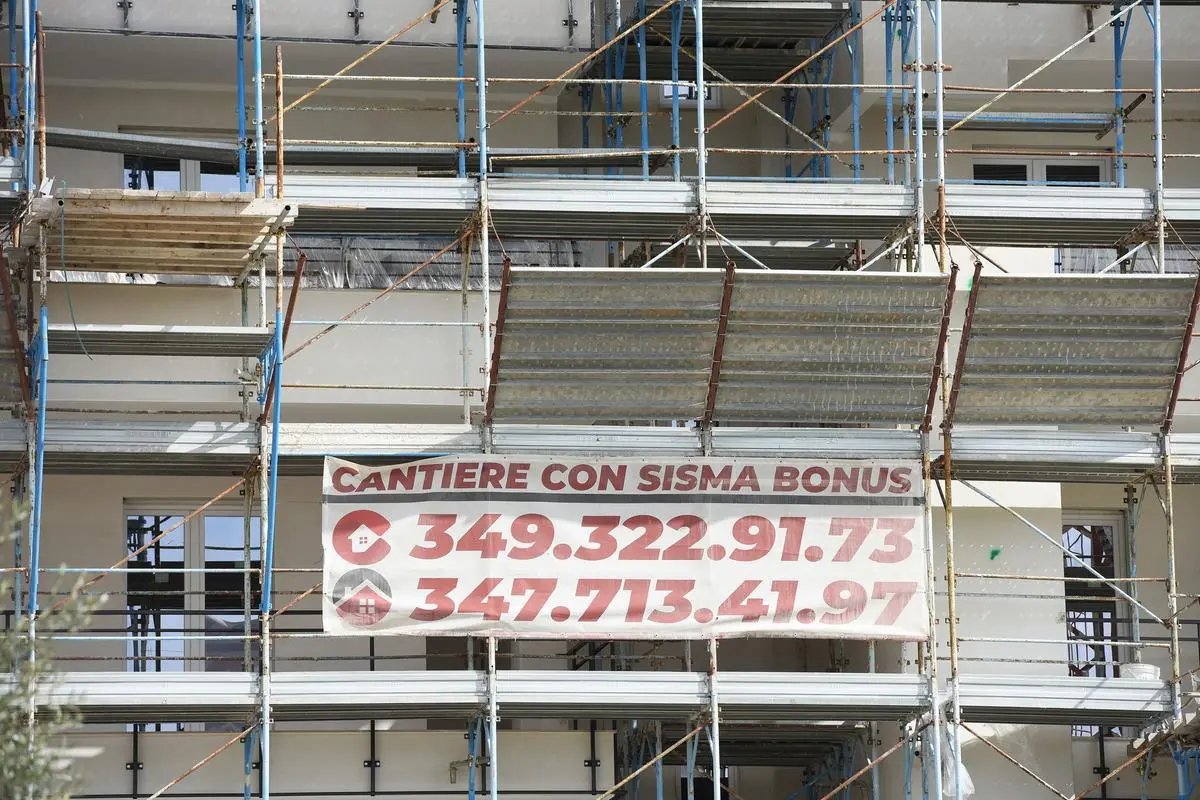 CANTIERE CON SISMA BONUS
349.322.91.73
347.713.41.97